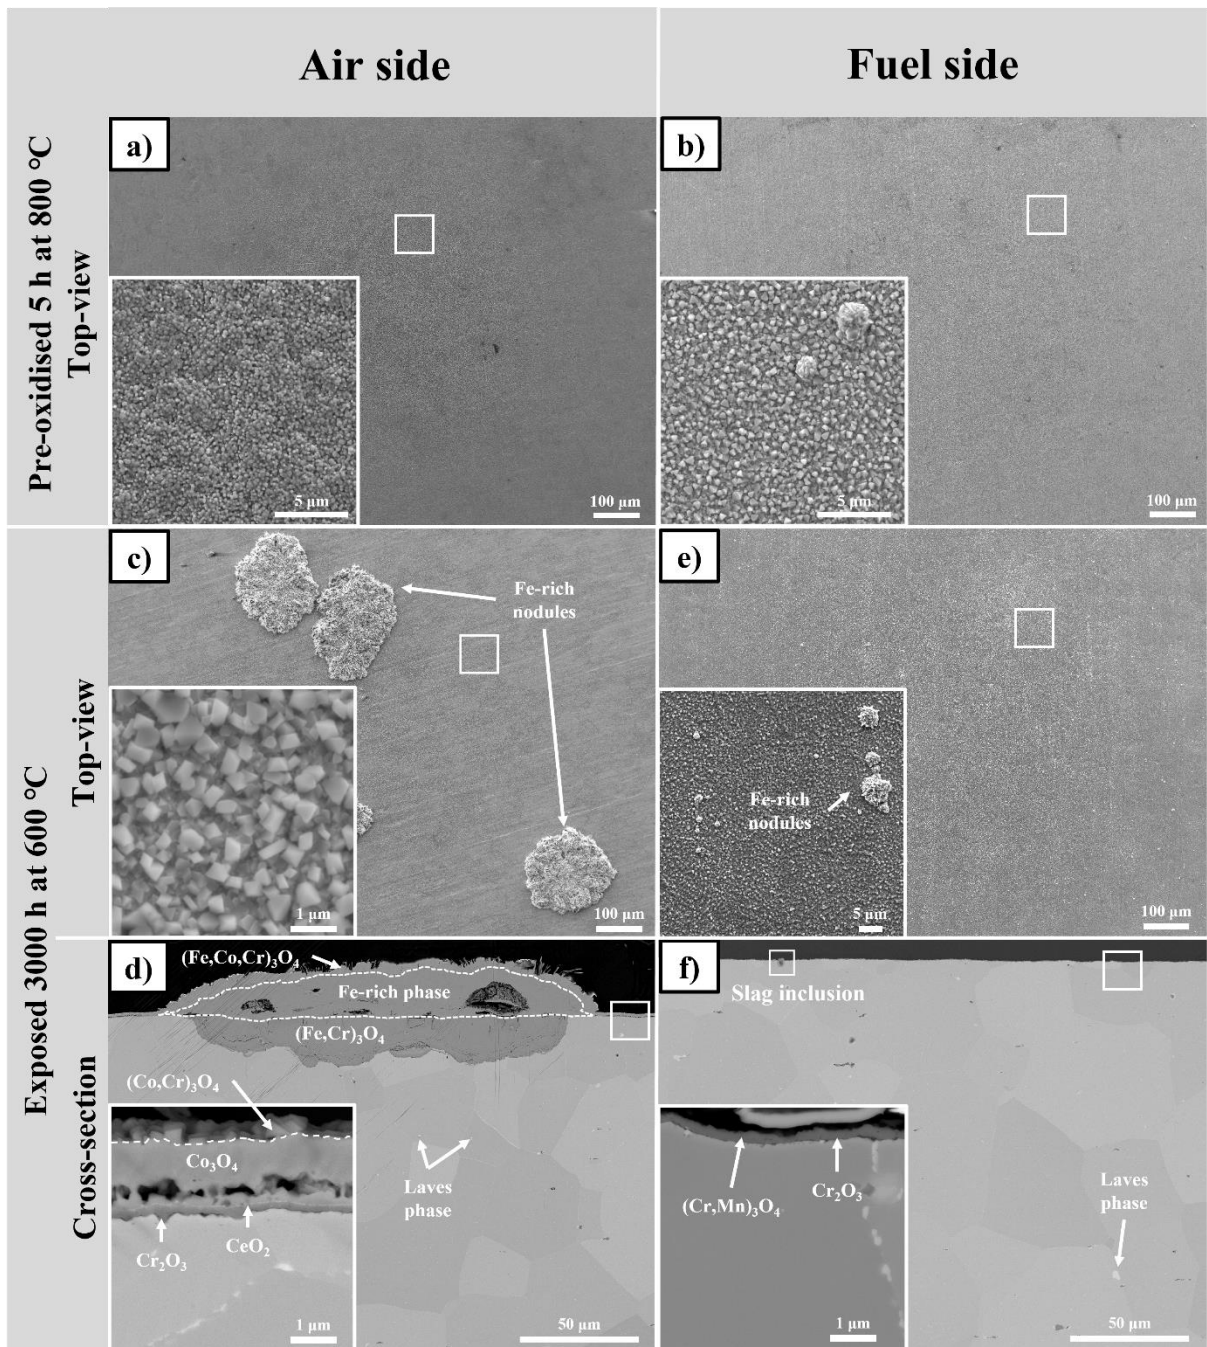 Air side
Fuel side
Pre-oxidised 5 h at 800 °C
Top-view
a)
5 µm
100 µm
b)
5 µm
100 µm
Exposed 3000 h at 600 °C
Top-view
c)
Fe-rich
nodules
1 µm
100 µm
e)
Fe-rich
nodules
5 µm
100 µm
Cross-section
d)
(Fe,Co,Cr)₃O₄
Fe-rich phase
(Fe,Cr)₃O₄
(Co,Cr)₃O₄
Co₃O₄
Cr₂O₃
CeO₂
1 µm
Laves
phase
50 µm
f)
Slag inclusion
(Cr,Mn)₃O₄
Cr₂O₃
1 µm
Laves
phase
50 µm